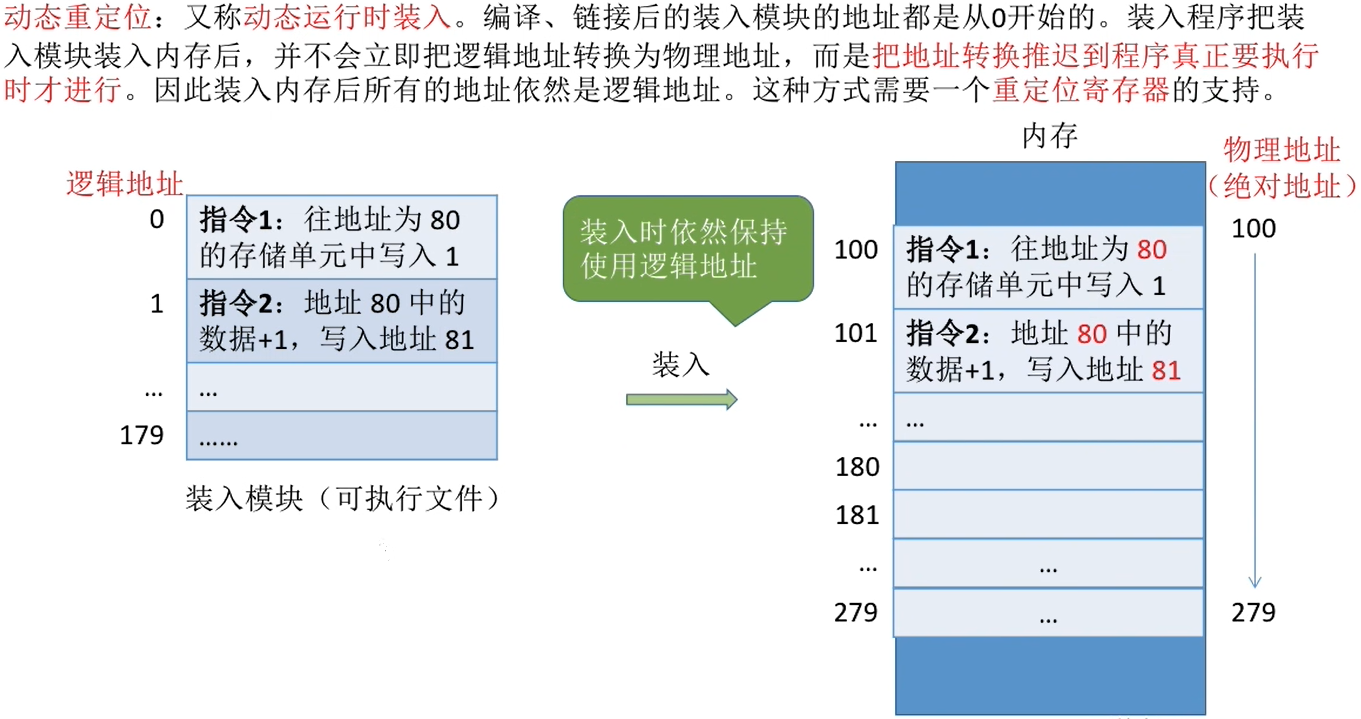 动态重定位：又称动态运行时装入。编译、链接后的装入模块的地址都是从0开始的。装入程序把装
入模块装入内存后，并不会立即把逻辑地址转换为物理地址，而是把地址转换推迟到程序真正要执行
时才进行。因此装入内存后所有的地址依然是逻辑地址。这种方式需要一个重定位寄存器的支持。
逻辑地址
0
指令1：往地址为 80
的存储单元中写入 1
1
指令2：地址 80 中的
数据+1，写入地址 81
...
...
179
......
装入模块（可执行文件）
装入时依然保持
使用逻辑地址
装入
内存
物理地址
（绝对地址）
100
指令1：往地址为 80
的存储单元中写入 1
101
指令2：地址 80 中的
数据+1，写入地址 81
...
...
180
181
...
...
279
...
100
279